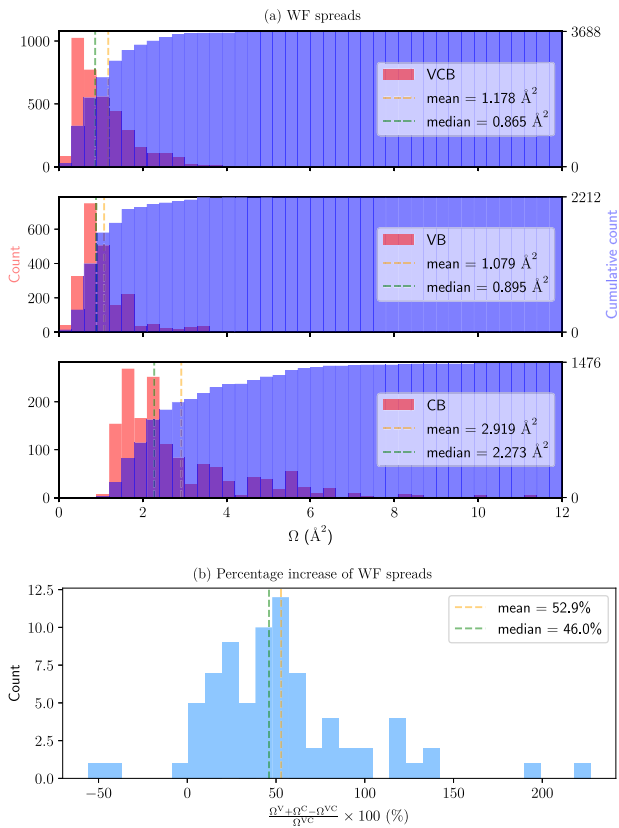 (a) WF spreads
1000
500
0
3688
0
VCB
mean = 1.178 Å²
median = 0.865 Å²
600
400
200
0
2212
0
VB
mean = 1.079 Å²
median = 0.895 Å²
Count
Cumulative count
200
100
0
1476
0
CB
mean = 2.919 Å²
median = 2.273 Å²
0 2 4 6 8 10 12
Ω (Å²)
(b) Percentage increase of WF spreads
12.5
10.0
7.5
5.0
2.5
0.0
Count
mean = 52.9%
median = 46.0%
−50 0 50 100 150 200
(Ω^V+Ω^C−Ω^VC)/Ω^VC × 100 (%)